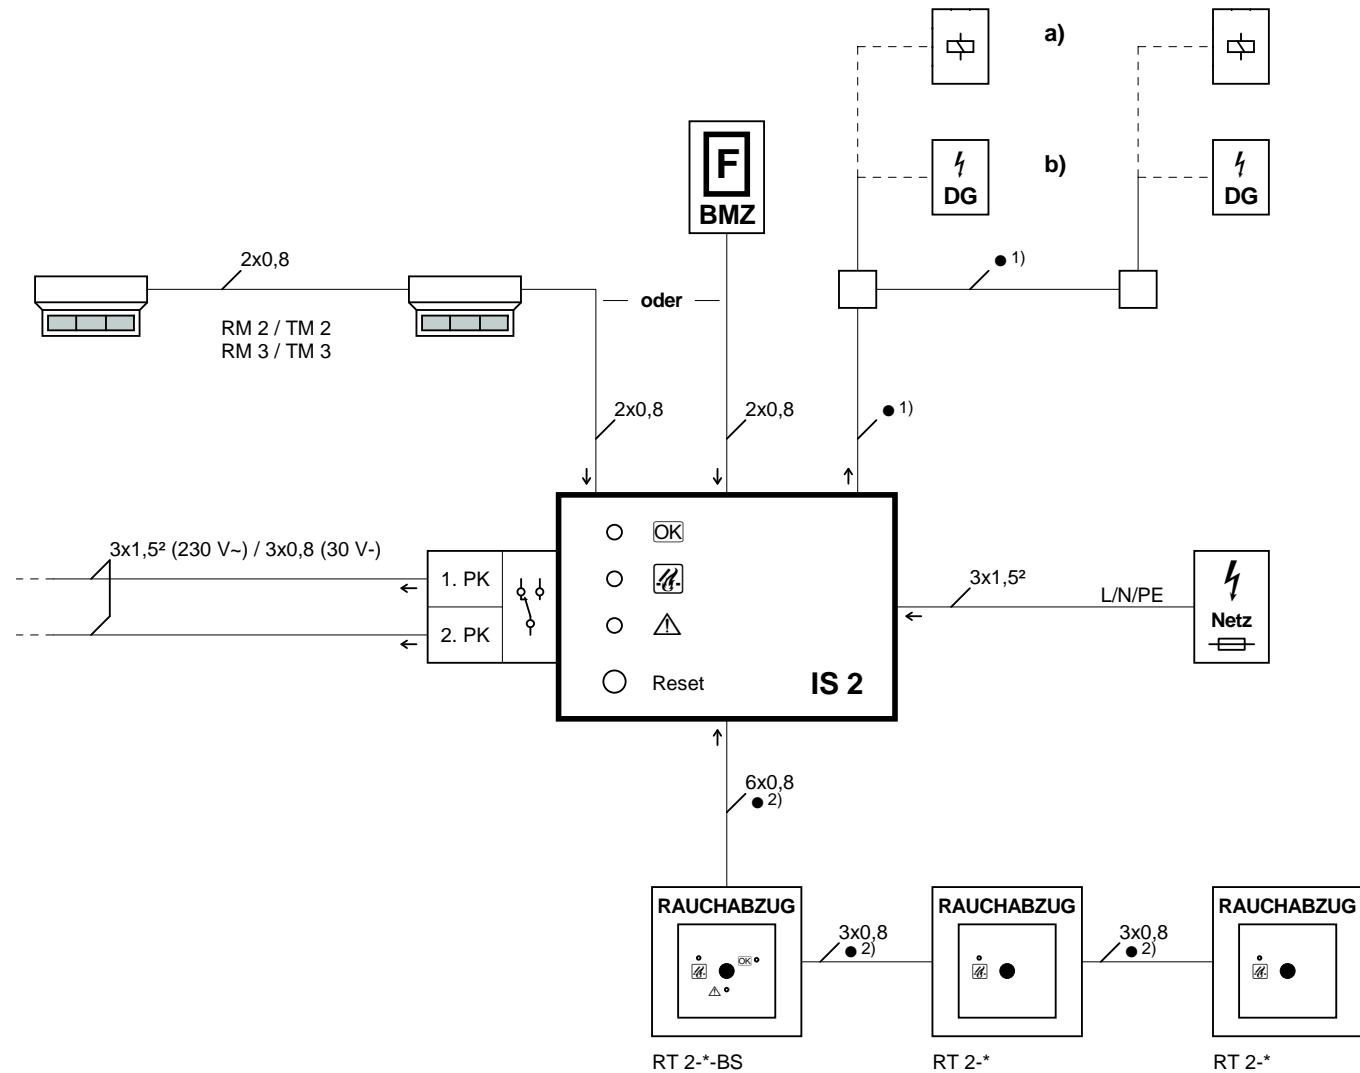 a)
F
BMZ
DG
b)
DG
2x0,8
● 1)
oder
RM 2 / TM 2
RM 3 / TM 3
2x0,8
2x0,8
● 1)
OK
3x1,5² (230 V~) / 3x0,8 (30 V-)
1. PK
2. PK
3x1,5²
L/N/PE
Netz
Reset
IS 2
6x0,8
● 2)
RAUCHABZUG
RAUCHABZUG
RAUCHABZUG
3x0,8
● 2)
3x0,8
● 2)
OK
RT 2-*-BS
RT 2-*
RT 2-*